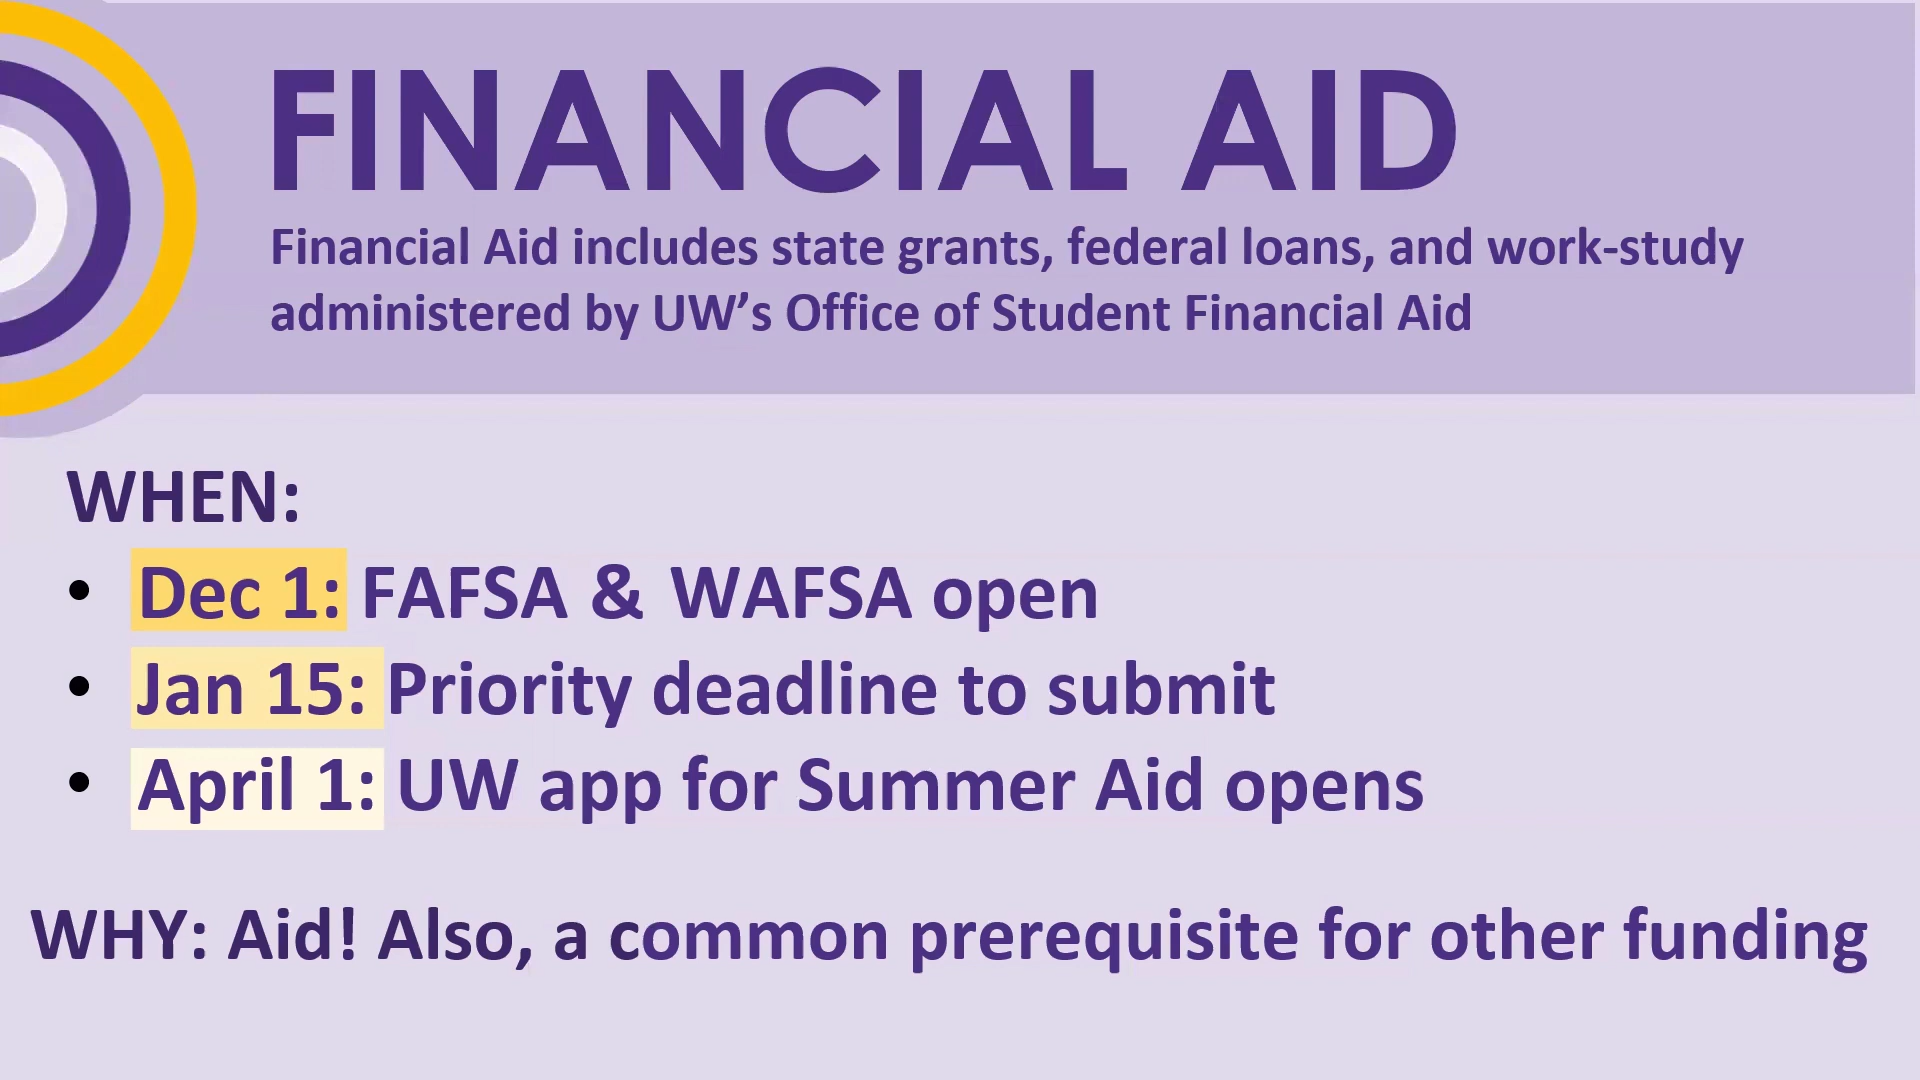 FINANCIAL AID
Financial Aid includes state grants, federal loans, and work-study
administered by UW’s Office of Student Financial Aid
WHEN:
• Dec 1: FAFSA & WAFSA open
• Jan 15: Priority deadline to submit
• April 1: UW app for Summer Aid opens
WHY: Aid! Also, a common prerequisite for other funding